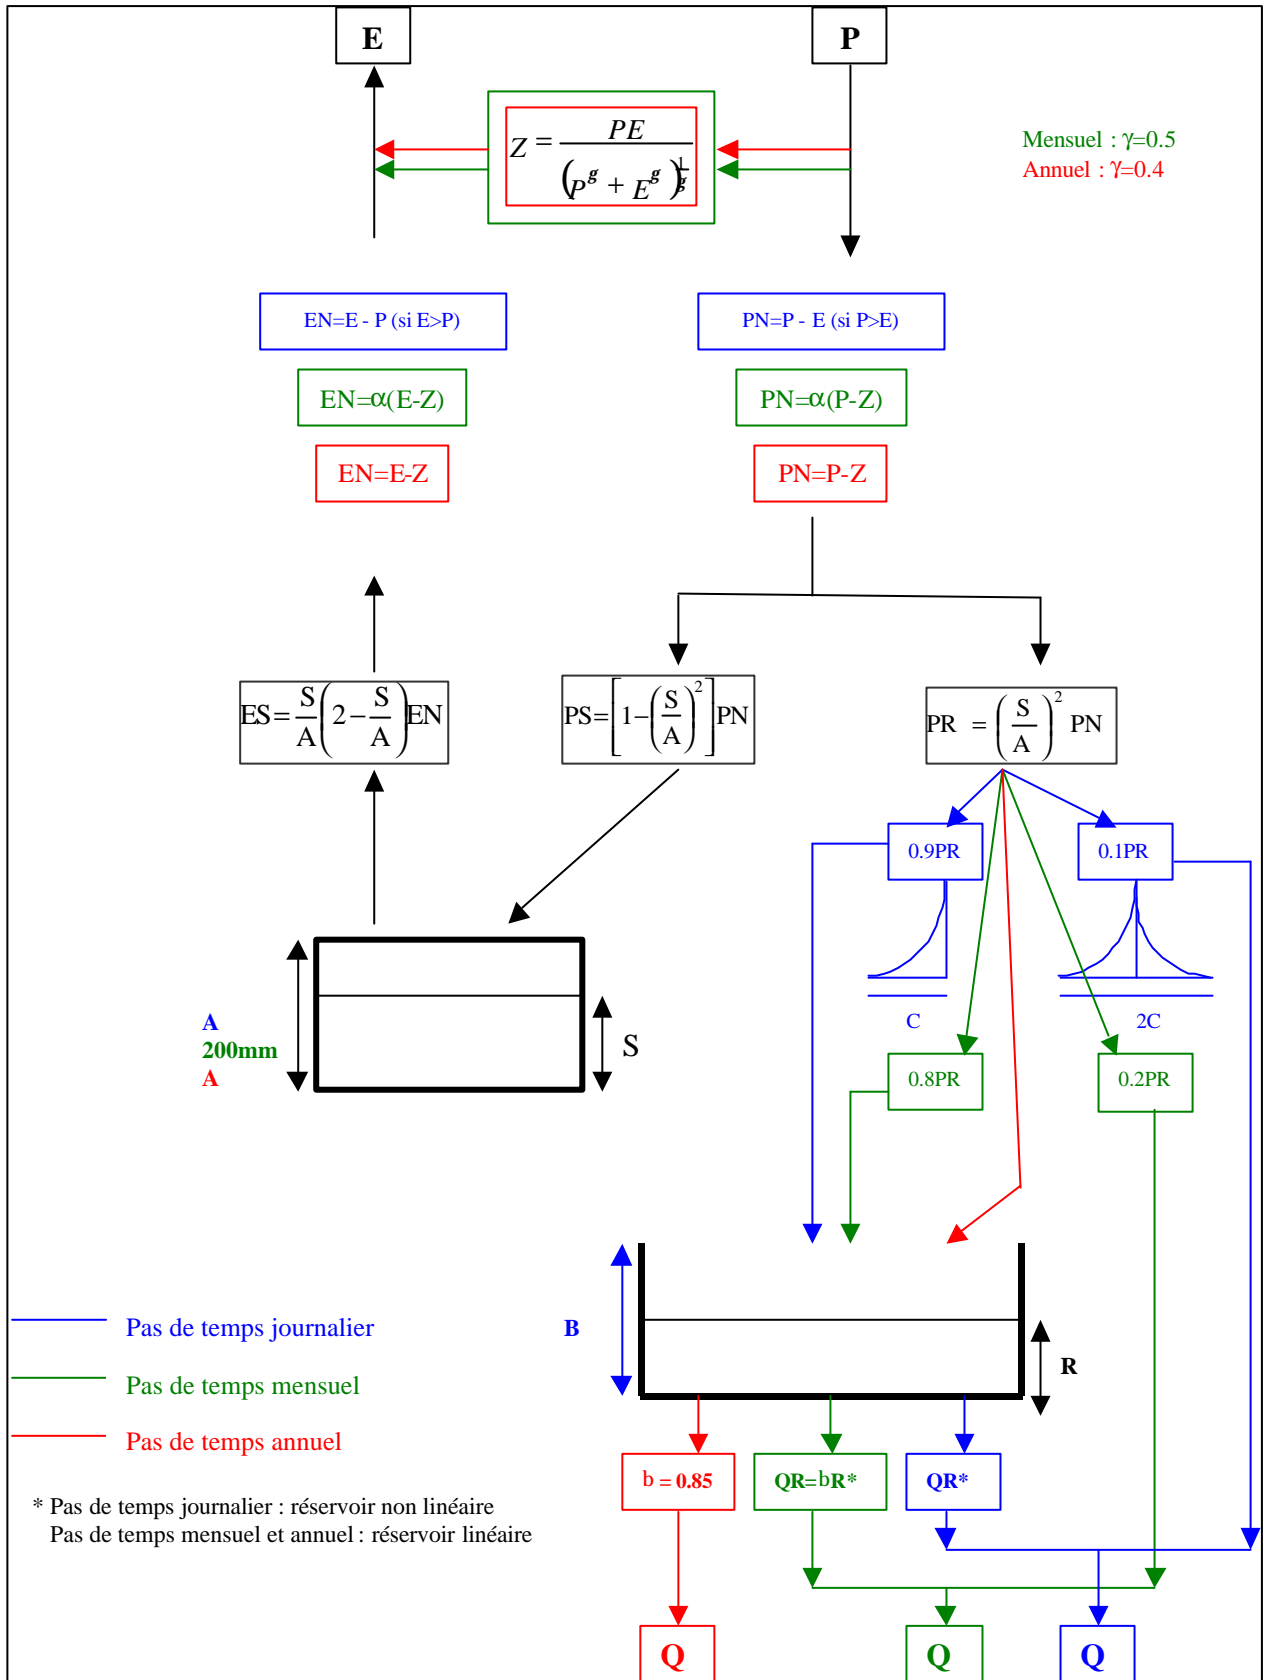 E
P
Z = PE / (P^g + E^g)^(1/g)
Mensuel : γ=0.5
Annuel : γ=0.4
EN=E - P (si E>P)
PN=P - E (si P>E)
EN=α(E-Z)
PN=α(P-Z)
EN=E-Z
PN=P-Z
ES=S/A(2-S/A)EN
PS=[1-(S/A)^2]PN
PR = (S/A)^2 PN
0.9PR
0.1PR
C
2C
A
200mm
A
S
0.8PR
0.2PR
B
R
Pas de temps journalier
Pas de temps mensuel
Pas de temps annuel
b = 0.85
QR=bR*
QR*
* Pas de temps journalier : réservoir non linéaire
Pas de temps mensuel et annuel : réservoir linéaire
Q
Q
Q